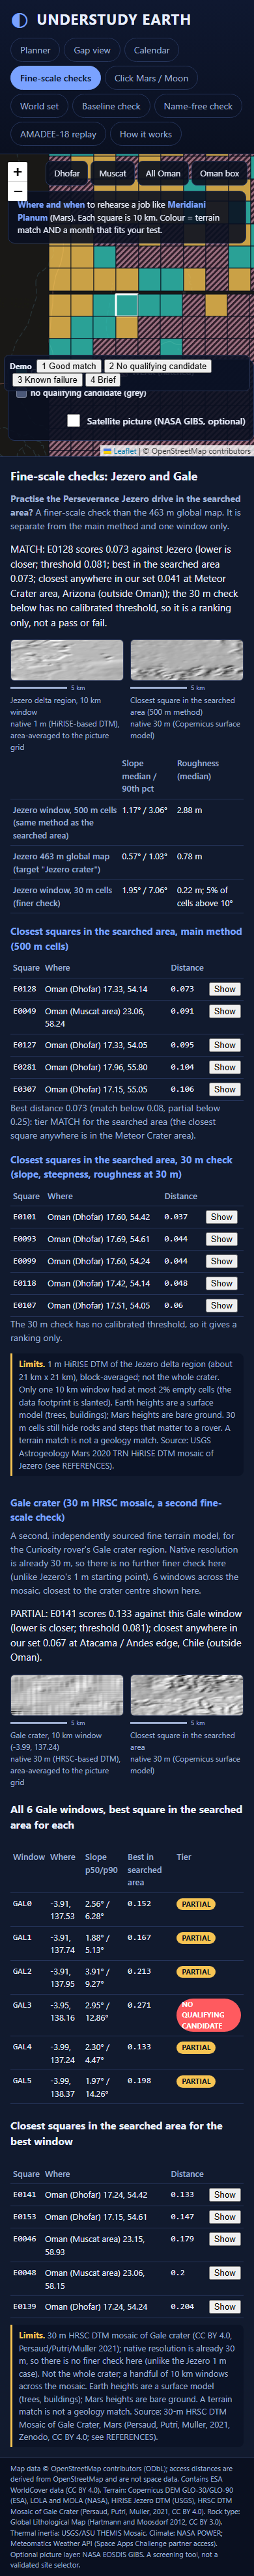 UNDERSTUDY EARTH
Planner
Gap view
Calendar
Fine-scale checks
Click Mars / Moon
World set
Baseline check
Name-free check
AMADEE-18 replay
How it works
+
−
Dhofar
Muscat
All Oman
Oman box
Where and when to rehearse a job like Meridiani
Planum (Mars). Each square is 10 km. Colour = terrain
match AND a month that fits your test.
Demo
1 Good match
2 No qualifying candidate
3 Known failure
4 Brief
no qualifying candidate (grey)
Satellite picture (NASA GIBS, optional)
Leaflet | © OpenStreetMap contributors
Fine-scale checks: Jezero and Gale
Practise the Perseverance Jezero drive in the searched
area? A finer-scale check than the 463 m global map. It is
separate from the main method and one window only.
MATCH: E0128 scores 0.073 against Jezero (lower is
closer; threshold 0.081; best in the searched area
0.073; closest anywhere in our set 0.041 at Meteor
Crater area, Arizona (outside Oman)); the 30 m check
below has no calibrated threshold, so it is a ranking
only, not a pass or fail.
5 km
5 km
Jezero delta region, 10 km
window
native 1 m (HiRISE-based DTM),
area-averaged to the picture
grid
Closest square in the searched
area (500 m method)
native 30 m (Copernicus surface
model)
Slope
median /
90th pct
Roughness
(median)
Jezero window, 500 m cells
(same method as the
searched area)
1.17° / 3.06°
2.88 m
Jezero 463 m global map
(target "Jezero crater")
0.57° / 1.03°
0.78 m
Jezero window, 30 m cells
(finer check)
1.95° / 7.06°
0.22 m; 5% of
cells above 10°
Closest squares in the searched area, main method
(500 m cells)
Square Where Distance
E0128 Oman (Dhofar) 17.33, 54.14 0.073 Show
E0049 Oman (Muscat area) 23.06, 58.24 0.091 Show
E0127 Oman (Dhofar) 17.33, 54.05 0.095 Show
E0281 Oman (Dhofar) 17.96, 55.80 0.104 Show
E0307 Oman (Dhofar) 17.15, 55.05 0.106 Show
Best distance 0.073 (match below 0.08, partial below
0.25): tier MATCH for the searched area (the closest
square anywhere is in the Meteor Crater area).
Closest squares in the searched area, 30 m check
(slope, steepness, roughness at 30 m)
Square Where Distance
E0101 Oman (Dhofar) 17.60, 54.42 0.037 Show
E0093 Oman (Dhofar) 17.69, 54.61 0.044 Show
E0099 Oman (Dhofar) 17.60, 54.24 0.044 Show
E0118 Oman (Dhofar) 17.42, 54.14 0.048 Show
E0107 Oman (Dhofar) 17.51, 54.05 0.06 Show
The 30 m check has no calibrated threshold, so it gives a
ranking only.
Limits. 1 m HiRISE DTM of the Jezero delta region (about
21 km x 21 km), block-averaged; not the whole crater.
Only one 10 km window had at most 2% empty cells (the
data footprint is slanted). Earth heights are a surface
model (trees, buildings); Mars heights are bare ground. 30
m cells still hide rocks and steps that matter to a rover. A
terrain match is not a geology match. Source: USGS
Astrogeology Mars 2020 TRN HiRISE DTM mosaic of
Jezero (see REFERENCES).
Gale crater (30 m HRSC mosaic, a second fine-
scale check)
A second, independently sourced fine terrain model, for
the Curiosity rover's Gale crater region. Native resolution
is already 30 m, so there is no further finer check here
(unlike Jezero's 1 m starting point). 6 windows across the
mosaic, closest to the crater centre shown here.
PARTIAL: E0141 scores 0.133 against this Gale window
(lower is closer; threshold 0.081); closest anywhere in
our set 0.067 at Atacama / Andes edge, Chile (outside
Oman).
5 km
5 km
Gale crater, 10 km window
(-3.99, 137.24)
native 30 m (HRSC-based DTM),
area-averaged to the picture
grid
Closest square in the searched
area
native 30 m (Copernicus surface
model)
All 6 Gale windows, best square in the searched
area for each
Window Where Slope p50/p90 Best in searched area Tier
GAL0 -3.91, 137.53 2.56° / 6.28° 0.152 PARTIAL
GAL1 -3.91, 137.74 1.88° / 5.13° 0.167 PARTIAL
GAL2 -3.91, 137.95 3.91° / 9.27° 0.213 PARTIAL
GAL3 -3.95, 138.16 2.95° / 12.86° 0.271 NO QUALIFYING CANDIDATE
GAL4 -3.99, 137.24 2.30° / 4.47° 0.133 PARTIAL
GAL5 -3.99, 138.37 1.97° / 14.26° 0.198 PARTIAL
Closest squares in the searched area for the
best window
Square Where Distance
E0141 Oman (Dhofar) 17.24, 54.42 0.133 Show
E0153 Oman (Dhofar) 17.15, 54.61 0.147 Show
E0046 Oman (Muscat area) 23.15, 58.93 0.179 Show
E0048 Oman (Muscat area) 23.06, 58.15 0.2 Show
E0139 Oman (Dhofar) 17.24, 54.24 0.204 Show
Limits. 30 m HRSC DTM mosaic of Gale crater (CC BY 4.0,
Persaud/Putri/Muller 2021); native resolution is already 30
m, so there is no finer check here (unlike the Jezero 1 m
case). Not the whole crater; a handful of 10 km windows
across the mosaic. Earth heights are a surface model
(trees, buildings); Mars heights are bare ground. A terrain
match is not a geology match. Source: 30-m HRSC DTM
Mosaic of Gale Crater, Mars (Persaud, Putri, Muller, 2021,
Zenodo, CC BY 4.0; see REFERENCES).
Map data © OpenStreetMap contributors (ODbL); access distances are
derived from OpenStreetMap and are not space data. Contains ESA
WorldCover data (CC BY 4.0). Terrain: Copernicus DEM GLO-30/GLO-90
(ESA), LOLA and MOLA (NASA), HiRISE Jezero DTM (USGS), HRSC DTM
Mosaic of Gale Crater (Persaud, Putri, Muller, 2021, CC BY 4.0). Rock type:
Global Lithological Map (Hartmann and Moosdorf 2012, CC BY 3.0).
Thermal inertia: USGS/ASU THEMIS Mosaic. Climate: NASA POWER;
Meteomatics Weather API (Space Apps Challenge partner access).
Optional picture layer: NASA EOSDIS GIBS. A screening tool, not a
validated site selector.